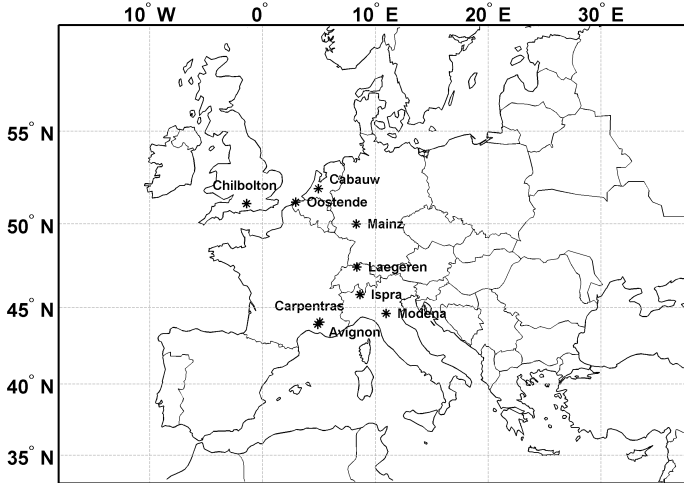 10° W 0° 10° E 20° E 30° E
55° N
Cabauw
Chilbolton
Oostende
50° N
Mainz
Laegeren
Ispra
45° N
Carpentras
Modena
Avignon
40° N
35° N